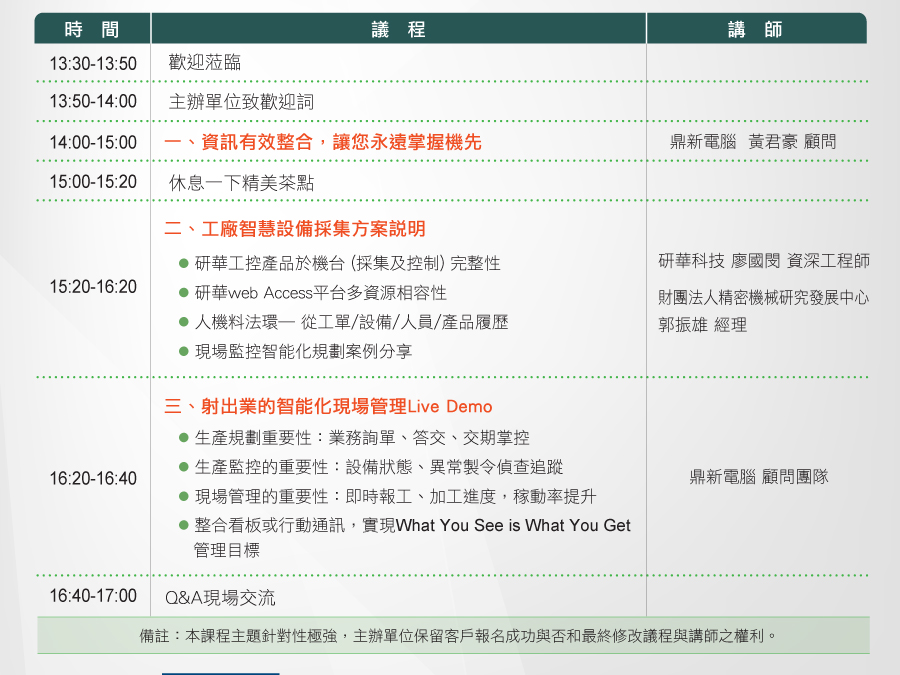 時 間 議 程 講 師
13:30-13:50 歡迎蒞臨
13:50-14:00 主辦單位致歡迎詞
14:00-15:00 一、資訊有效整合，讓您永遠掌握機先 鼎新電腦 黃君豪 顧問
15:00-15:20 休息一下精美茶點
15:20-16:20
二、工廠智慧設備採集方案說明
● 研華工控產品於機台 (採集及控制) 完整性
● 研華web Access平台多資源相容性
● 人機料法環— 從工單/設備/人員/產品履歷
● 現場監控智能化規劃案例分享
研華科技 廖國閔 資深工程師
財團法人精密機械研究發展中心
郭振雄 經理
16:20-16:40
三、射出業的智能化現場管理Live Demo
● 生產規劃重要性：業務詢單、答交、交期掌控
● 生產監控的重要性：設備狀態、異常製令偵查追蹤
● 現場管理的重要性：即時報工、加工進度，稼動率提升
● 整合看板或行動通訊，實現What You See is What You Get
管理目標
鼎新電腦 顧問團隊
16:40-17:00 Q&A現場交流
備註：本課程主題針對性極強，主辦單位保留客戶報名成功與否和最終修改議程與講師之權利。